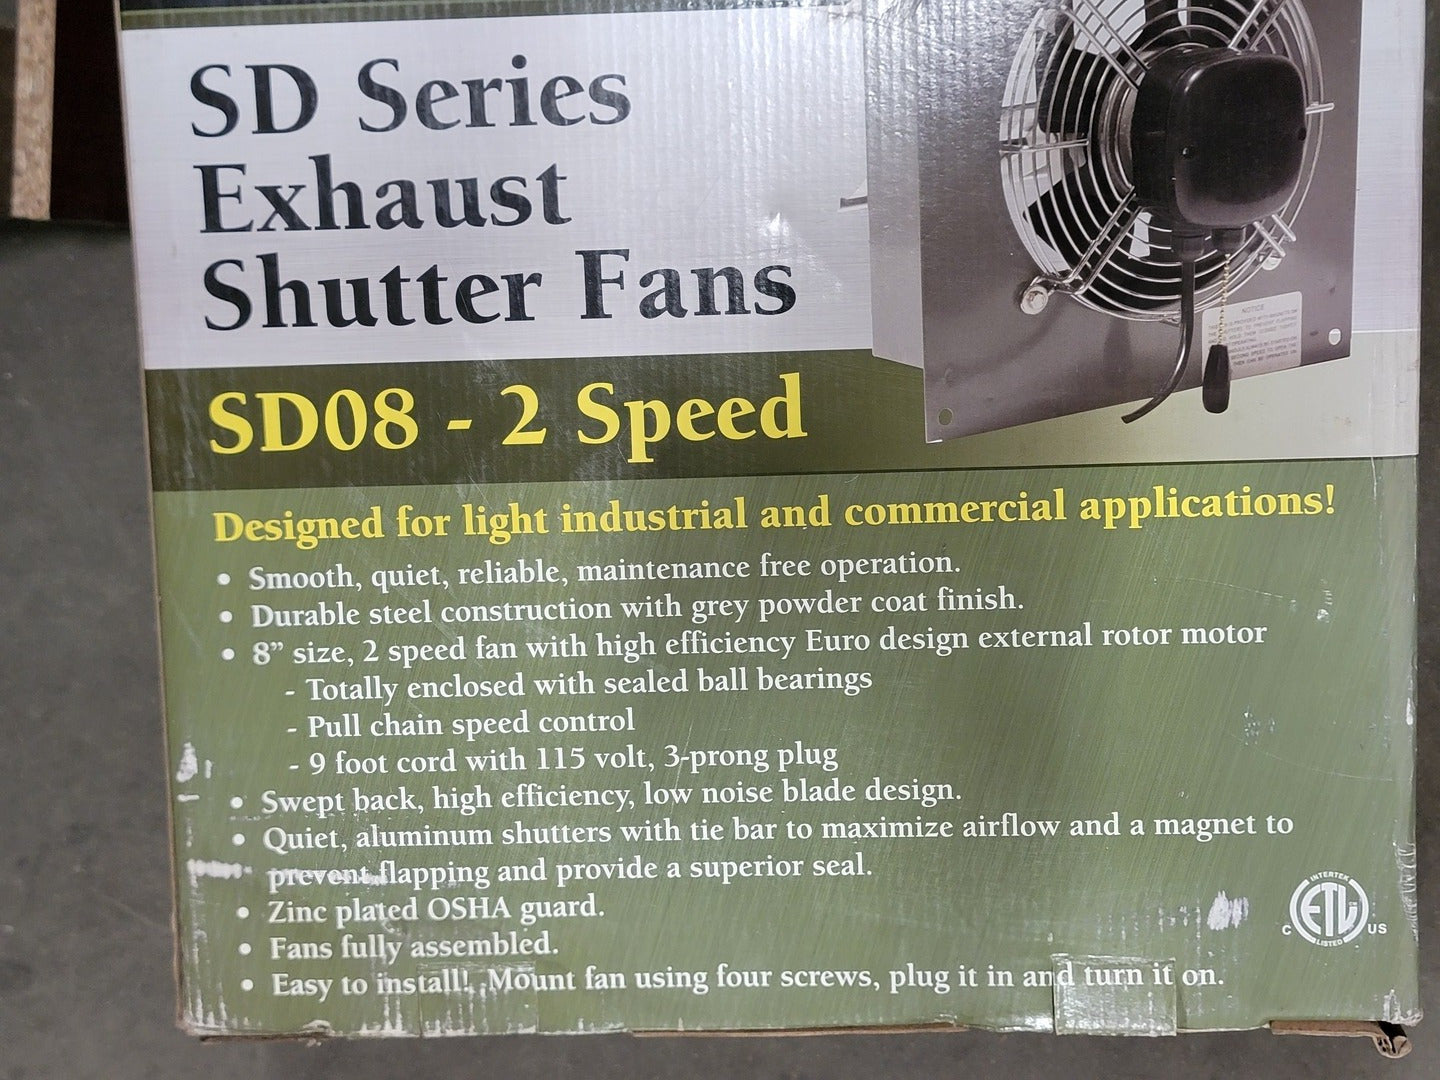 SD Series
Exhaust
Shutter Fans
SD08 - 2 Speed
NOTICE
Designed for light industrial and commercial applications!
• Smooth, quiet, reliable, maintenance free operation.
• Durable steel construction with grey powder coat finish.
• 8” size, 2 speed fan with high efficiency Euro design external rotor motor
- Totally enclosed with sealed ball bearings
- Pull chain speed control
- 9 foot cord with 115 volt, 3-prong plug
• Swept back, high efficiency, low noise blade design.
• Quiet, aluminum shutters with tie bar to maximize airflow and a magnet to
prevent flapping and provide a superior seal.
• Zinc plated OSHA guard.
• Fans fully assembled.
• Easy to install! Mount fan using four screws, plug it in and turn it on.
INTERTEK
C ETL US
LISTED